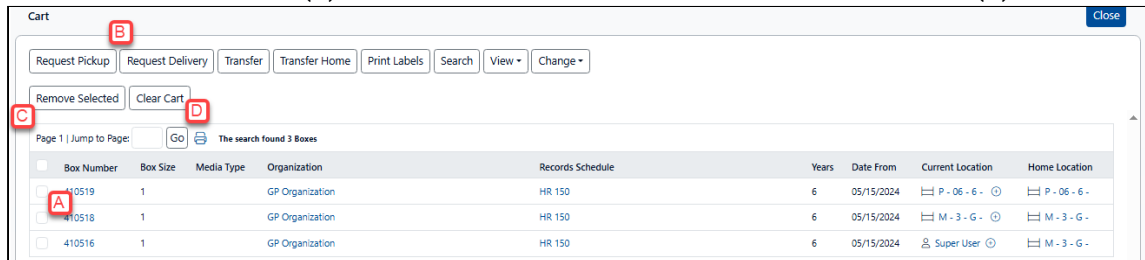 Cart
Close
B
Request Pickup Request Delivery Transfer Transfer Home Print Labels Search View Change
Remove Selected Clear Cart
C
D
Page 1 | Jump to Page: Go The search found 3 Boxes
Box Number Box Size Media Type Organization Records Schedule Years Date From Current Location Home Location
410519 1 GP Organization HR 150 6 05/15/2024 P - 06 - 6 - P - 06 - 6 -
A
410518 1 GP Organization HR 150 6 05/15/2024 M - 3 - G - M - 3 - G -
410516 1 GP Organization HR 150 6 05/15/2024 Super User M - 3 - G -